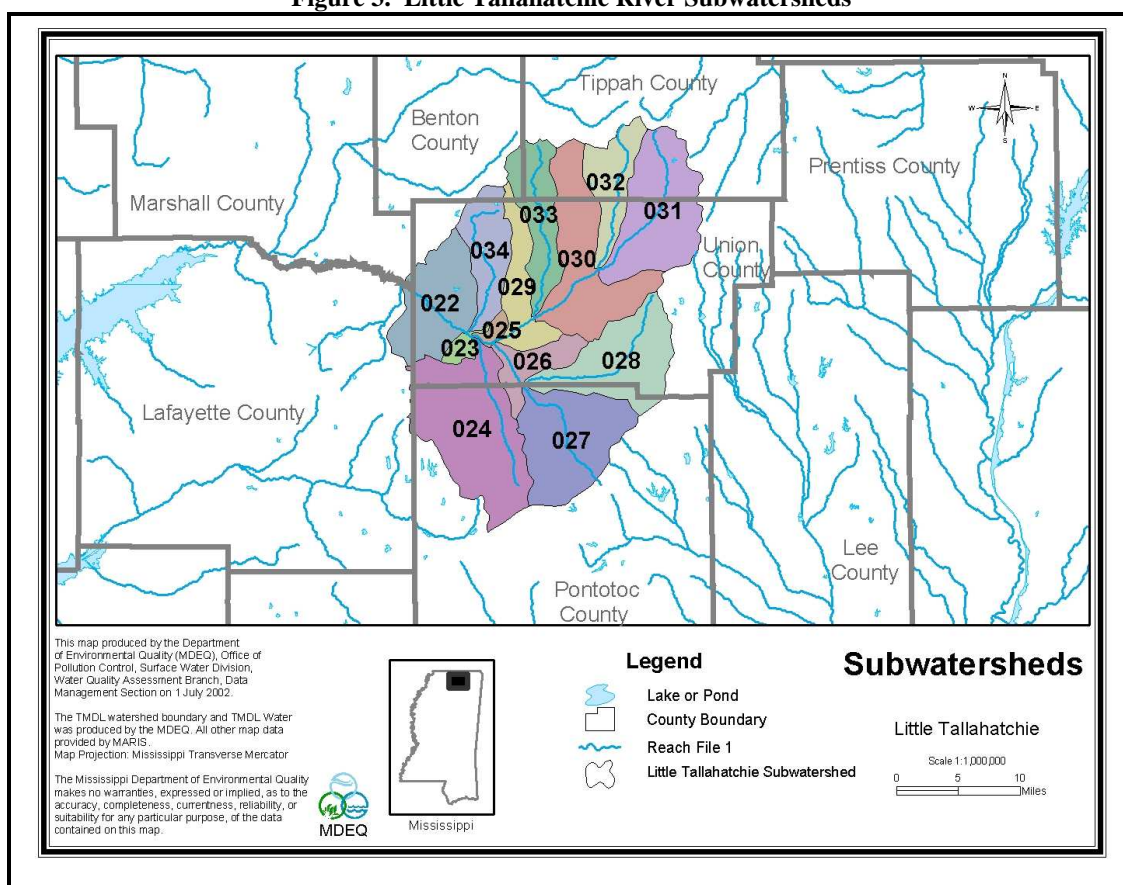 Figure 3. Little Tallahatchie River Subwatersheds
Tippah County
Benton
County
Prentiss County
Marshall County
N
W
E
S
032
033
031
034
030
Union
County
029
022
025
023
026
028
Lafayette County
024
027
Lee
County
Pontotoc
County
This map produced by the Department
of Environmental Quality (MDEQ), Office of
Pollution Control, Surface Water Division,
Water Quality Assessment Branch, Data
Management Section on 1 July 2002.
The TMDL watershed boundary and TMDL Water
was produced by the MDEQ. All other map data
provided by MARIS.
Map Projection: Mississippi Transverse Mercator
The Mississippi Department of Environmental Quality
makes no warranties, expressed or implied, as to the
accuracy, completeness, currentness, reliability, or
suitability for any particular purpose, of the data
contained on this map.
MDEQ
Mississippi
Legend
Lake or Pond
County Boundary
Reach File 1
Little Tallahatchie Subwatershed
Subwatersheds
Little Tallahatchie
Scale 1:1,000,000
0 5 10
Miles